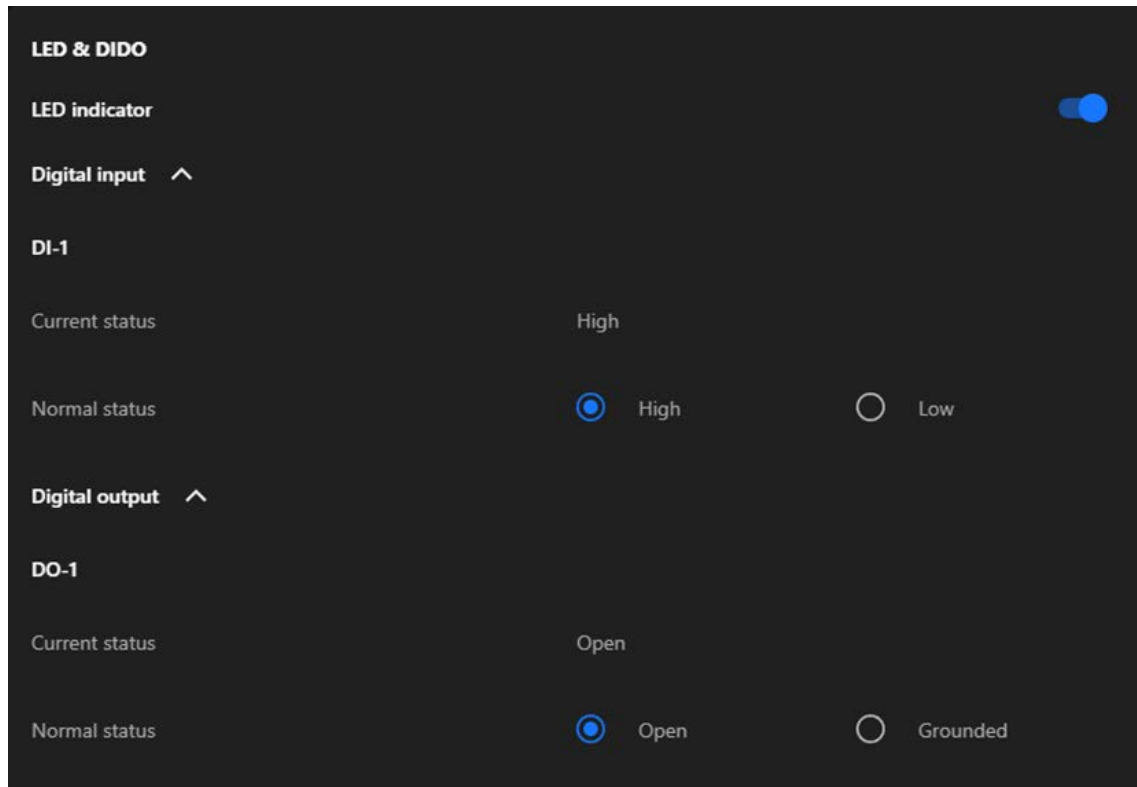 LED & DIDO
LED indicator
Digital input
DI-1
Current status High
Normal status High Low
Digital output
DO-1
Current status Open
Normal status Open Grounded